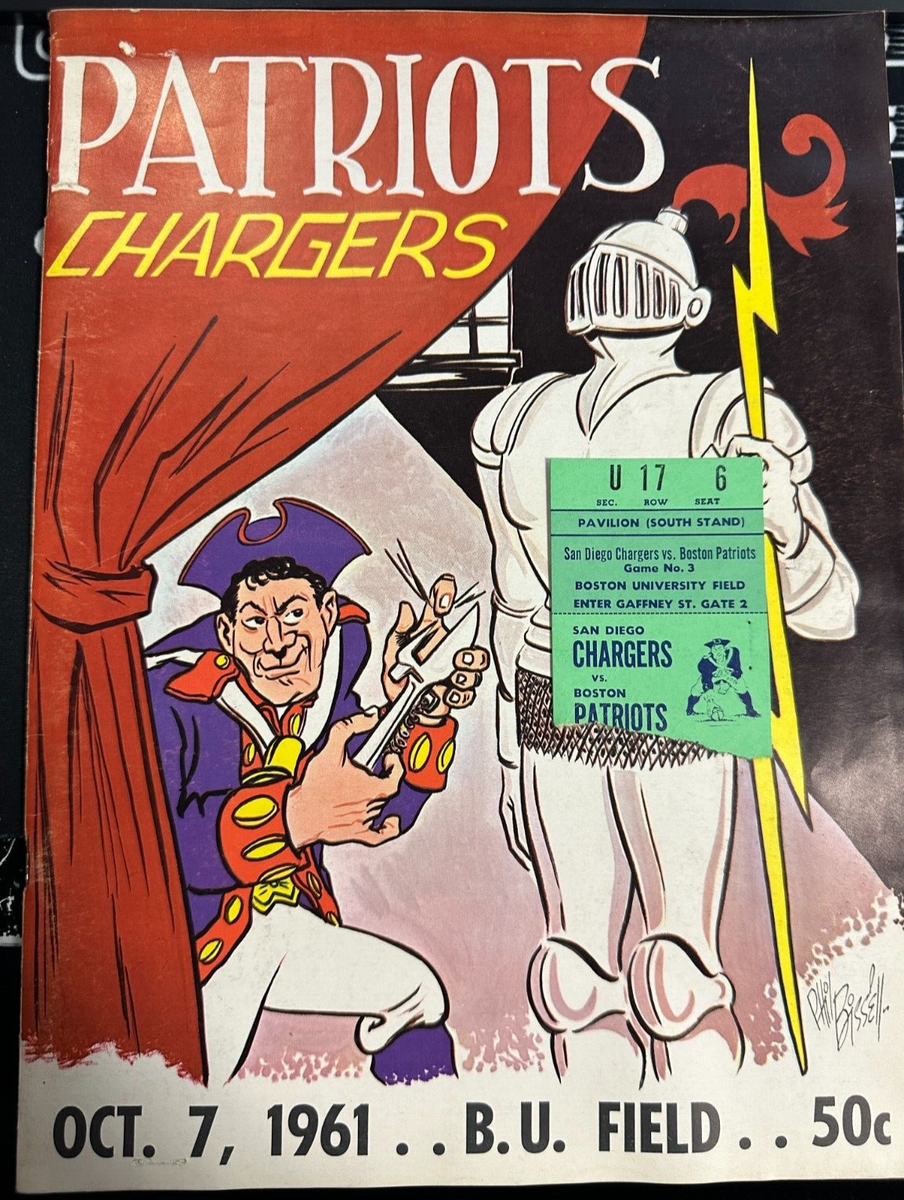 PATRIOTS
CHARGERS
U 17 6
SEC. ROW SEAT
PAVILION (SOUTH STAND)
San Diego Chargers vs. Boston Patriots
Game No. 3
BOSTON UNIVERSITY FIELD
ENTER GAFFNEY ST. GATE 2
SAN DIEGO
CHARGERS
vs.
BOSTON
PATRIOTS
Phil Bissell
OCT. 7, 1961 . . B.U. FIELD . . 50c